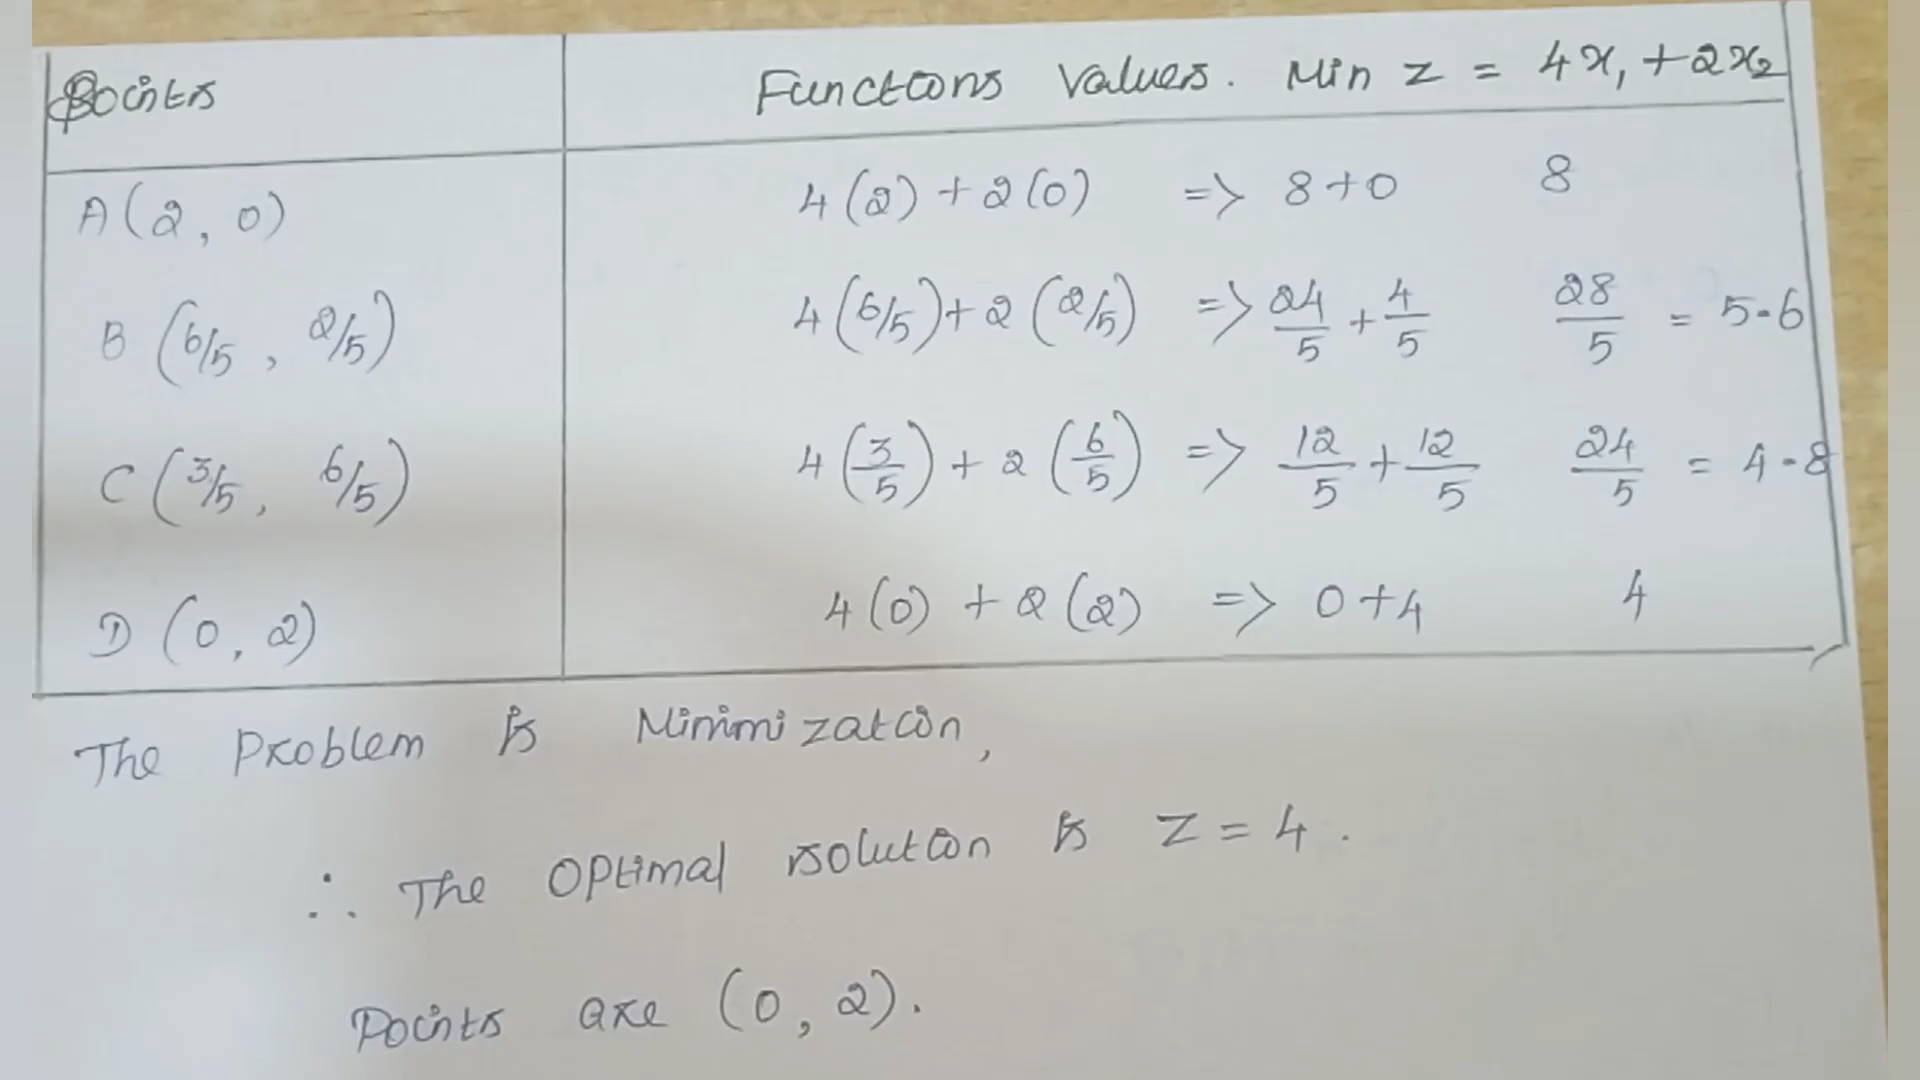 Points Functions Values. Min z = 4x₁ + 2x₂
A (2, 0) 4 (2) + 2 (0) => 8 + 0 8
B (6/5, 2/5) 4 (6/5) + 2 (2/5) => 24/5 + 4/5 28/5 = 5.6
C (3/5, 6/5) 4 (3/5) + 2 (6/5) => 12/5 + 12/5 24/5 = 4.8
D (0, 2) 4 (0) + 2 (2) => 0 + 4 4
The Problem is Minimization,
∴ The Optimal solution is Z = 4.
Points are (0, 2).